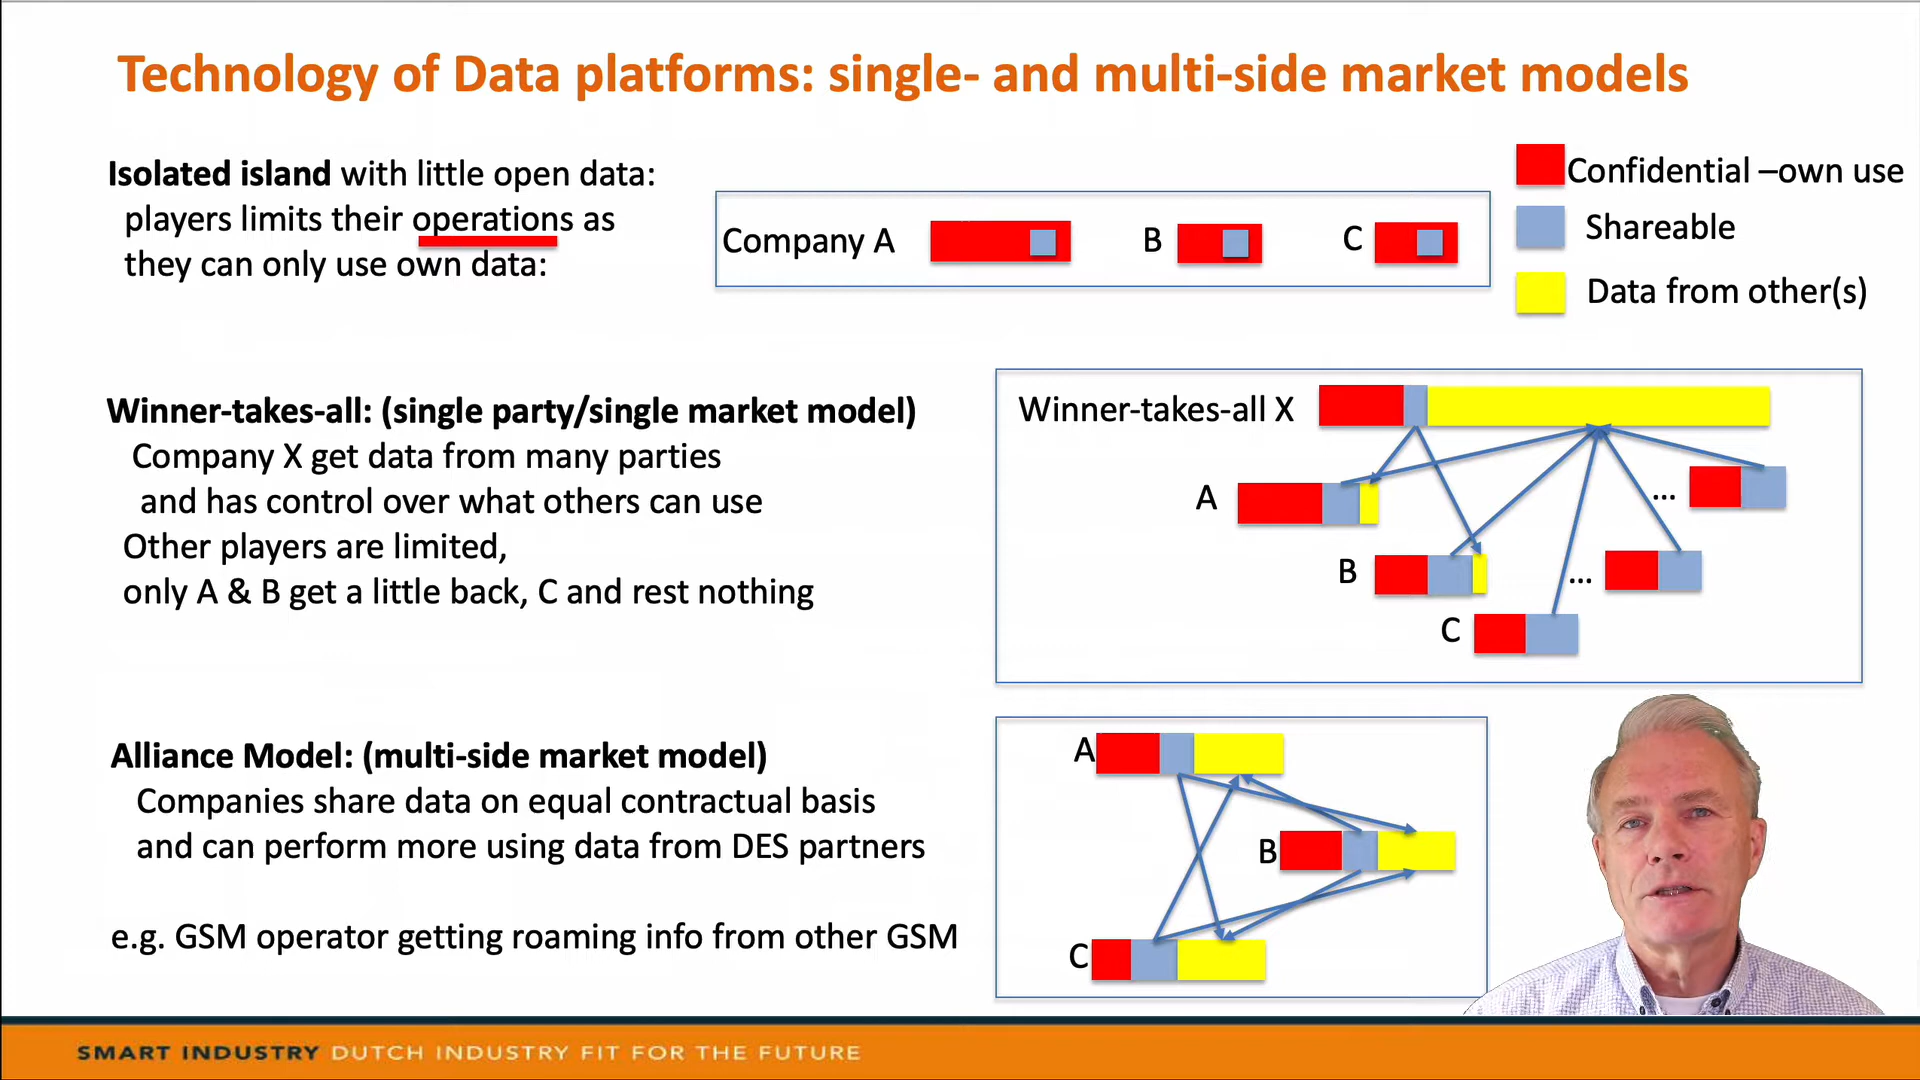 Technology of Data platforms: single- and multi-side market models
Isolated island with little open data:
players limits their operations as
they can only use own data:
Company A
B
C
Confidential –own use
Shareable
Data from other(s)
Winner-takes-all: (single party/single market model)
Company X get data from many parties
and has control over what others can use
Other players are limited,
only A & B get a little back, C and rest nothing
Winner-takes-all X
A
...
B
...
C
Alliance Model: (multi-side market model)
Companies share data on equal contractual basis
and can perform more using data from DES partners
e.g. GSM operator getting roaming info from other GSM
A
B
C
SMART INDUSTRY DUTCH INDUSTRY FIT FOR THE FUTURE